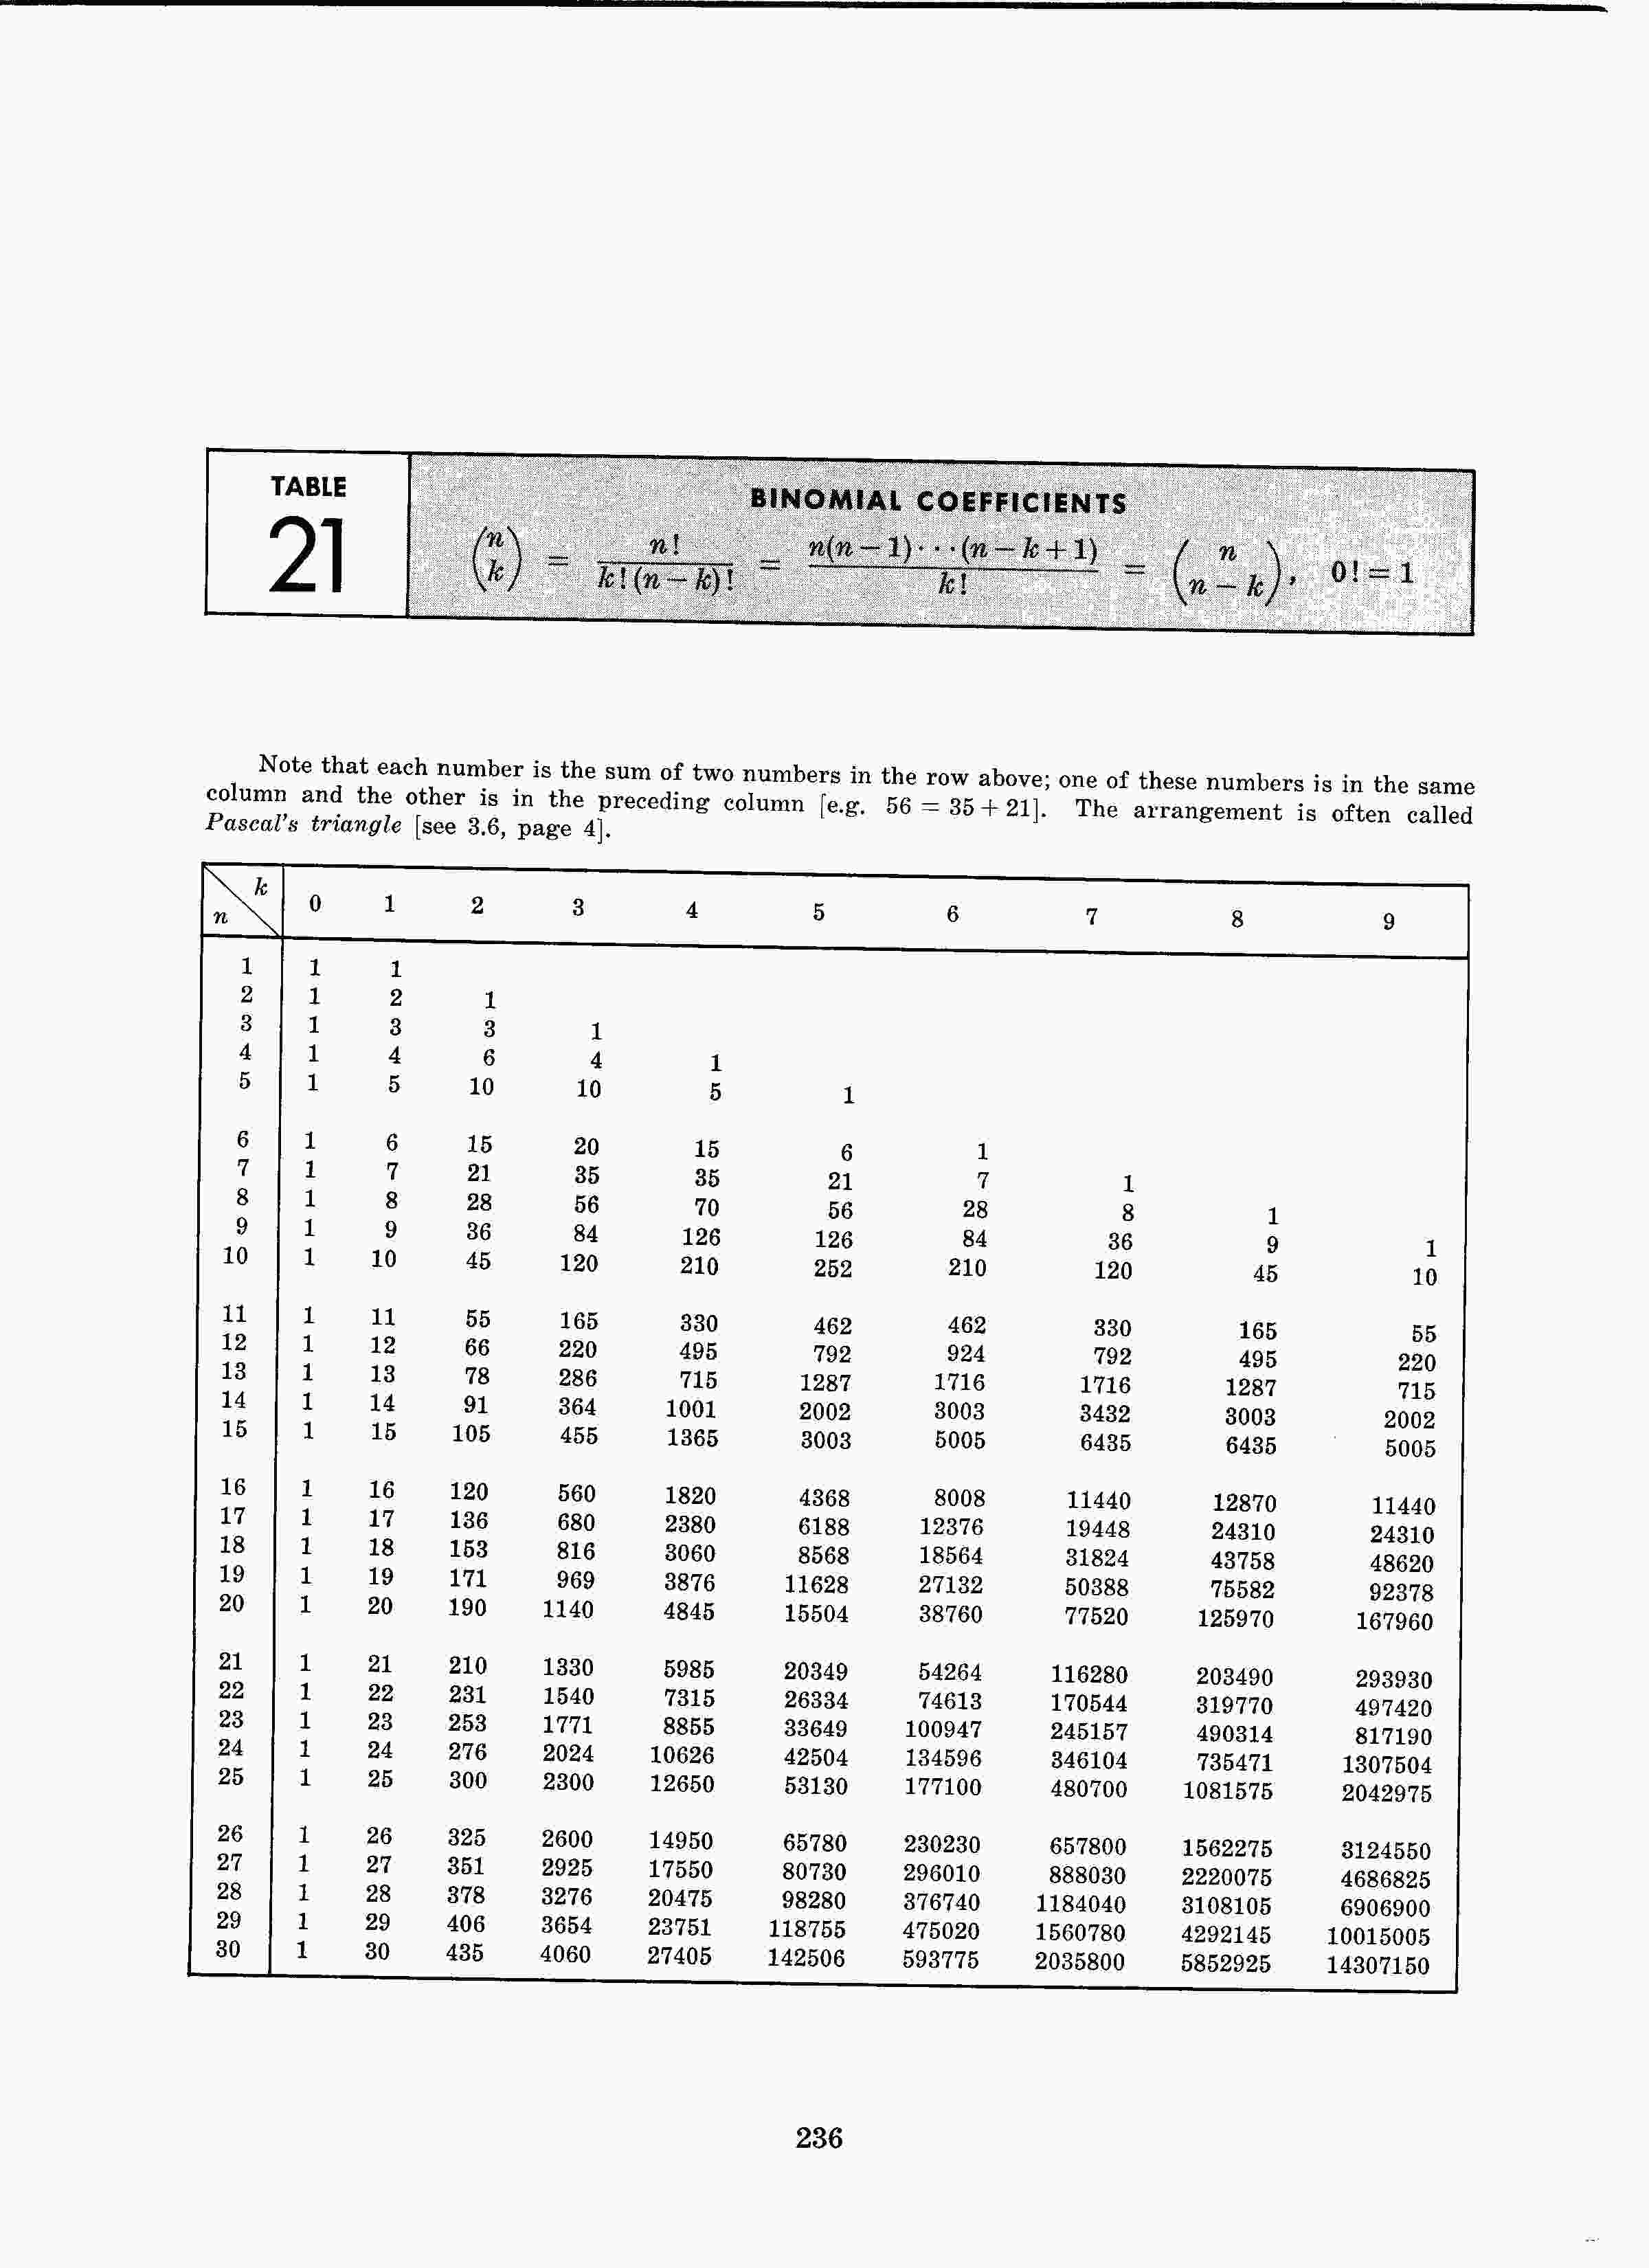 TABLE
21
BINOMIAL COEFFICIENTS
(n k) = n! / k!(n − k)! = n(n − 1)···(n − k + 1) / k! = (n n − k), 0! = 1
Note that each number is the sum of two numbers in the row above; one of these numbers is in the same
column and the other is in the preceding column [e.g. 56 = 35 + 21]. The arrangement is often called
Pascal's triangle [see 3.6, page 4].
n \ k 0 1 2 3 4 5 6 7 8 9
1 1 1
2 1 2 1
3 1 3 3 1
4 1 4 6 4 1
5 1 5 10 10 5 1
6 1 6 15 20 15 6 1
7 1 7 21 35 35 21 7 1
8 1 8 28 56 70 56 28 8 1
9 1 9 36 84 126 126 84 36 9 1
10 1 10 45 120 210 252 210 120 45 10
11 1 11 55 165 330 462 462 330 165 55
12 1 12 66 220 495 792 924 792 495 220
13 1 13 78 286 715 1287 1716 1716 1287 715
14 1 14 91 364 1001 2002 3003 3432 3003 2002
15 1 15 105 455 1365 3003 5005 6435 6435 5005
16 1 16 120 560 1820 4368 8008 11440 12870 11440
17 1 17 136 680 2380 6188 12376 19448 24310 24310
18 1 18 153 816 3060 8568 18564 31824 43758 48620
19 1 19 171 969 3876 11628 27132 50388 75582 92378
20 1 20 190 1140 4845 15504 38760 77520 125970 167960
21 1 21 210 1330 5985 20349 54264 116280 203490 293930
22 1 22 231 1540 7315 26334 74613 170544 319770 497420
23 1 23 253 1771 8855 33649 100947 245157 490314 817190
24 1 24 276 2024 10626 42504 134596 346104 735471 1307504
25 1 25 300 2300 12650 53130 177100 480700 1081575 2042975
26 1 26 325 2600 14950 65780 230230 657800 1562275 3124550
27 1 27 351 2925 17550 80730 296010 888030 2220075 4686825
28 1 28 378 3276 20475 98280 376740 1184040 3108105 6906900
29 1 29 406 3654 23751 118755 475020 1560780 4292145 10015005
30 1 30 435 4060 27405 142506 593775 2035800 5852925 14307150
236